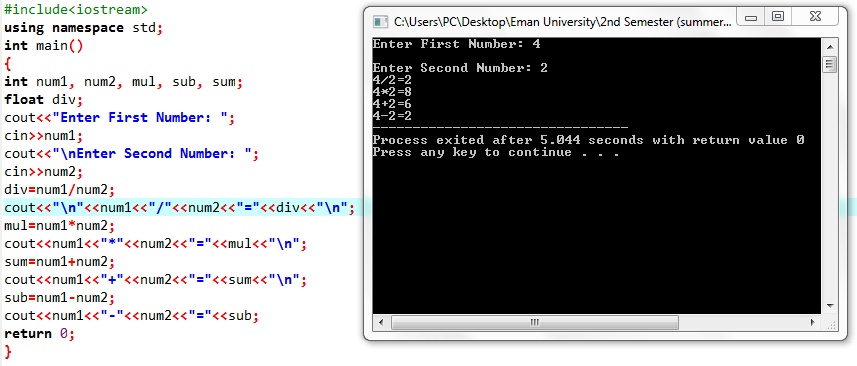 #include<iostream>
using namespace std;
int main()
{
int num1, num2, mul, sub, sum;
float div;
cout<<"Enter First Number: ";
cin>>num1;
cout<<"\nEnter Second Number: ";
cin>>num2;
div=num1/num2;
cout<<"\n"<<num1<<"/"<<num2<<"="<<div<<"\n";
mul=num1*num2;
cout<<num1<<"*"<<num2<<"="<<mul<<"\n";
sum=num1+num2;
cout<<num1<<"+"<<num2<<"="<<sum<<"\n";
sub=num1-num2;
cout<<num1<<"-"<<num2<<"="<<sub;
return 0;
}
C:\Users\PC\Desktop\Eman University\2nd Semester (summer...
Enter First Number: 4
Enter Second Number: 2
4/2=2
4*2=8
4+2=6
4-2=2
--------------------------------
Process exited after 5.044 seconds with return value 0
Press any key to continue . . .